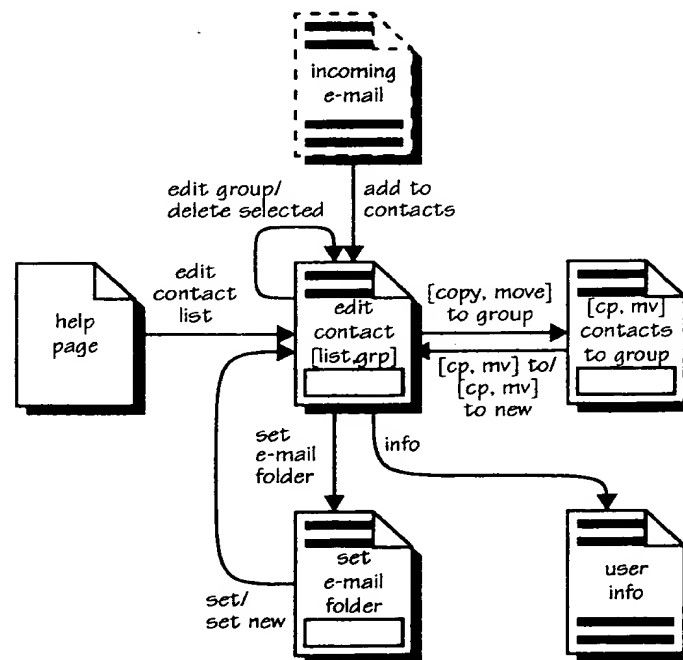 incoming
e-mail
edit group/
delete selected
add to
contacts
help
page
edit
contact
list
edit
contact
[list,grp]
[copy, move]
to group
[cp, mv] to/
[cp, mv]
to new
[cp, mv]
contacts
to group
set
e-mail
folder
info
set/
set new
set
e-mail
folder
user
info